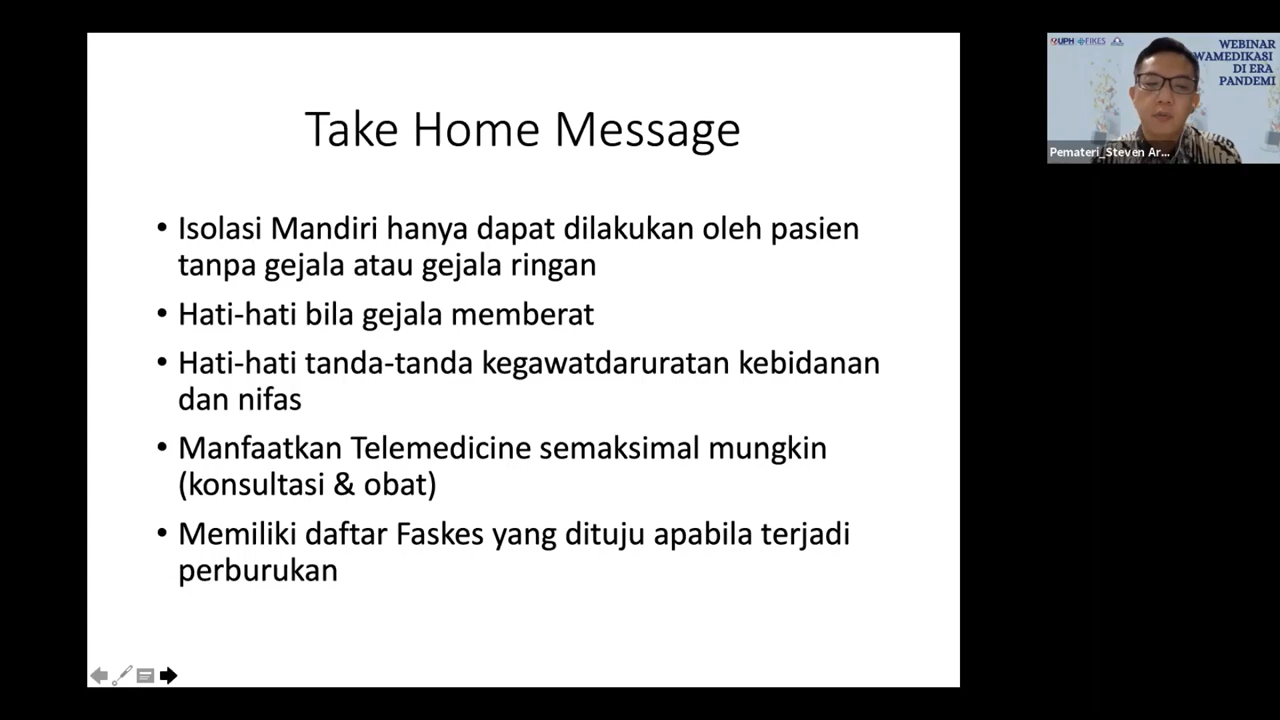 Take Home Message
• Isolasi Mandiri hanya dapat dilakukan oleh pasien
tanpa gejala atau gejala ringan
• Hati-hati bila gejala memberat
• Hati-hati tanda-tanda kegawatdaruratan kebidanan
dan nifas
• Manfaatkan Telemedicine semaksimal mungkin
(konsultasi & obat)
• Memiliki daftar Faskes yang dituju apabila terjadi
perburukan
UPH FIKES
WEBINAR
WAMEDIKASI
DI ERA
PANDEMI
Pemateri_Steven Ar...